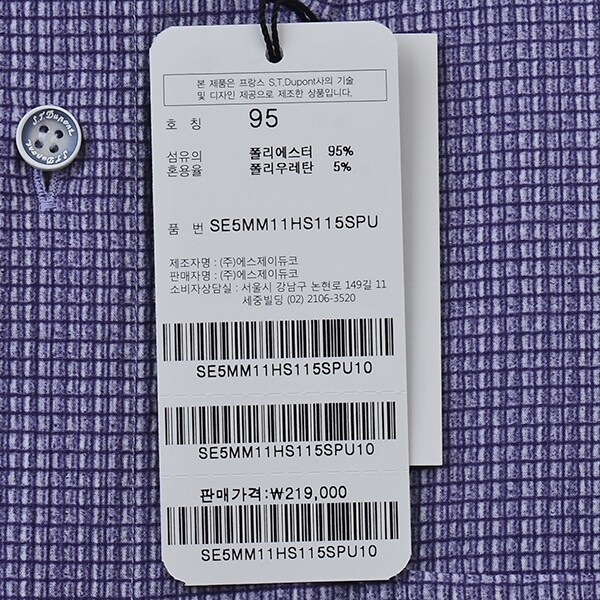 본 제품은 프랑스 S.T.Dupont사의 기술
및 디자인 제공으로 제조한 상품입니다.
호 칭 95
섬유의 폴리에스터 95%
혼용율 폴리우레탄 5%
품 번 SE5MM11HS115SPU
제조자명 : (주)에스제이듀코
판매자명 : (주)에스제이듀코
소비자상담실 : 서울시 강남구 논현로 149길 11
세중빌딩 (02) 2106-3520
SE5MM11HS115SPU10
SE5MM11HS115SPU10
판매가격:₩219,000
SE5MM11HS115SPU10
S.T.Dupont
S.T.Dupont